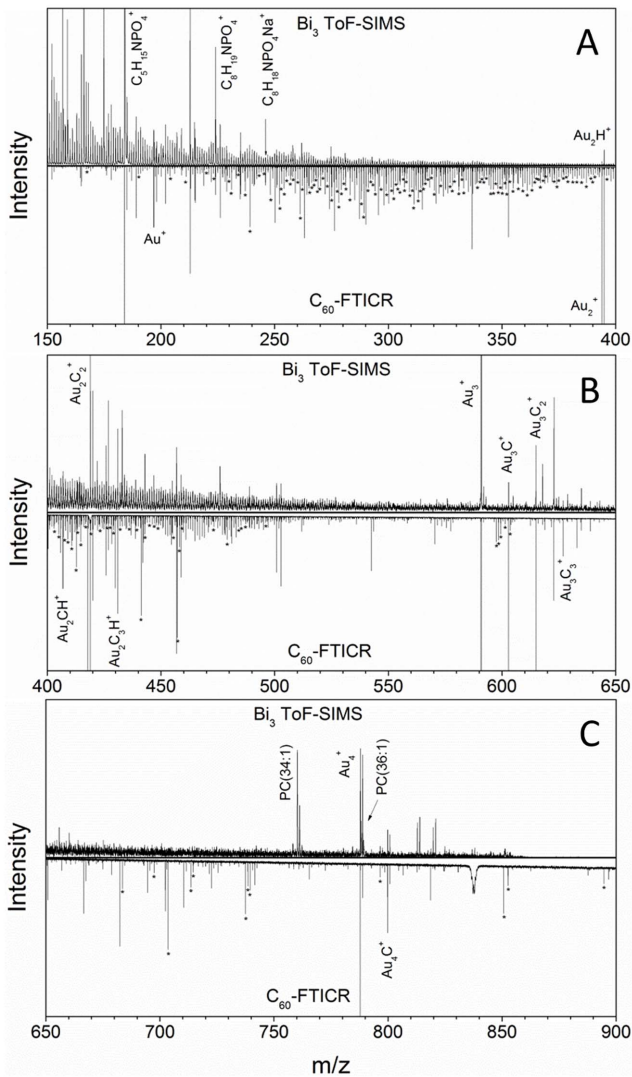 Bi3 ToF-SIMS
A
C5H15NPO4+
C8H19NPO4+
C8H18NPO4Na+
Au2H+
Intensity
Au+
C60-FTICR
Au2+
150 200 250 300 350 400
Bi3 ToF-SIMS
B
Au2C2+
Au3+
Au3C+
Au3C2+
Intensity
Au2CH+
Au2C3H+
Au3C3+
C60-FTICR
400 450 500 550 600 650
Bi3 ToF-SIMS
C
PC(34:1)
Au4+
PC(36:1)
Intensity
Au4C+
C60-FTICR
650 700 750 800 850 900
m/z